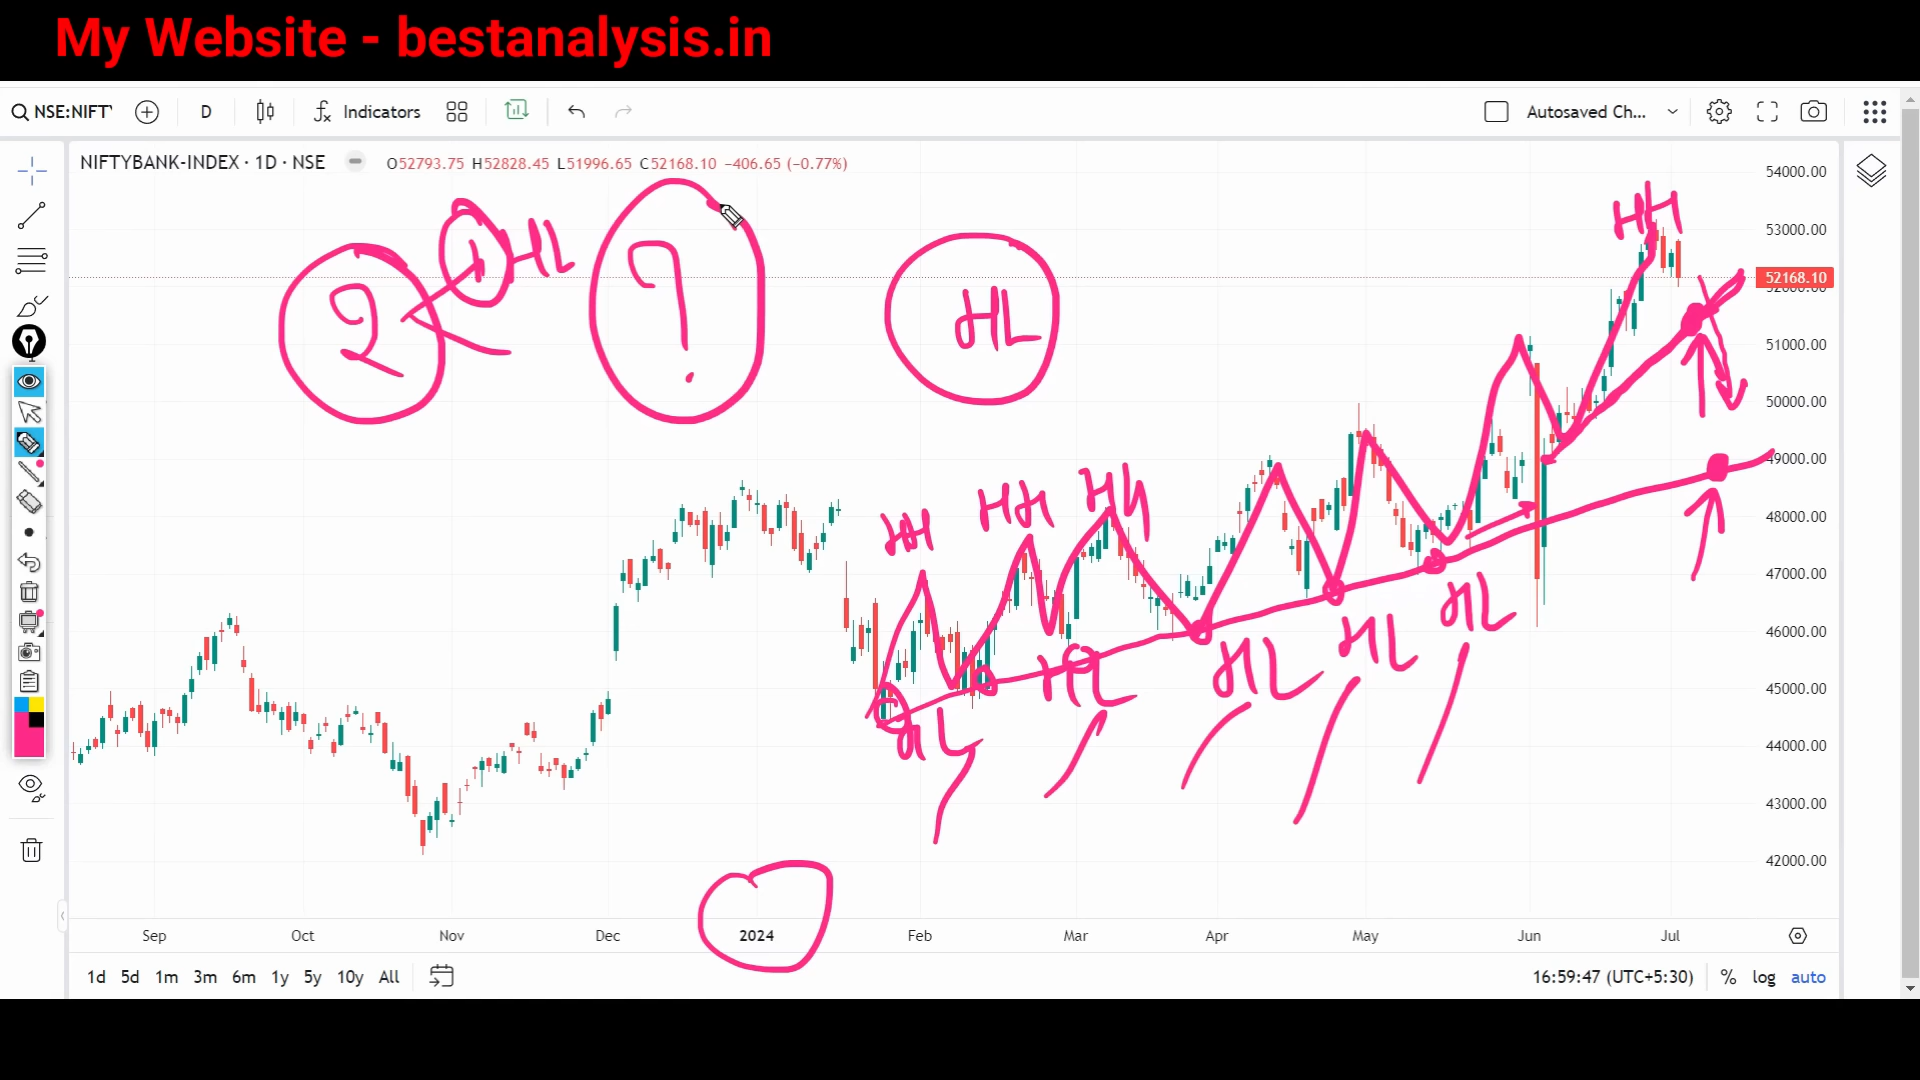 My Website - bestanalysis.in
NSE:NIFT
D
Indicators
Autosaved Ch...
NIFTYBANK-INDEX · 1D · NSE
O52793.75 H52828.45 L51996.65 C52168.10 −406.65 (−0.77%)
54000.00
53000.00
52168.10
52000.00
51000.00
50000.00
49000.00
48000.00
47000.00
46000.00
45000.00
44000.00
43000.00
42000.00
2
1
HL
?
HL
HH
HH
HH
HH
HL
HL
HL
HL
HL
Sep Oct Nov Dec 2024 Feb Mar Apr May Jun Jul
1d 5d 1m 3m 6m 1y 5y 10y All
16:59:47 (UTC+5:30) % log auto